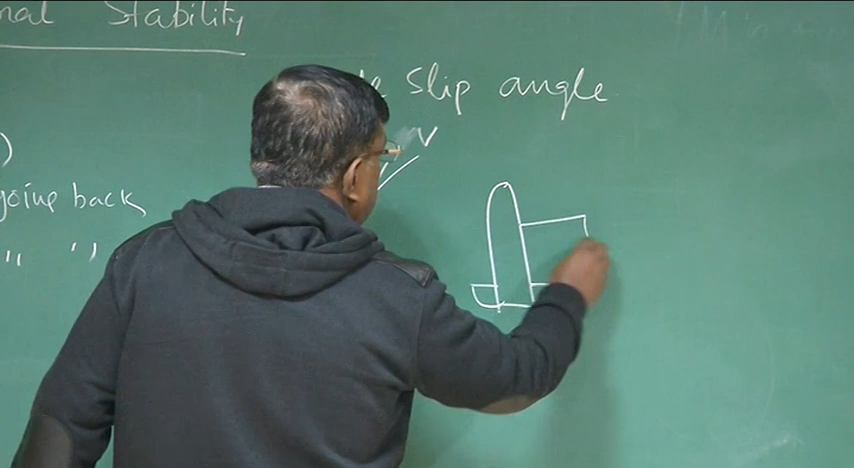 nal Stability
slip angle
)
going back
" "
V